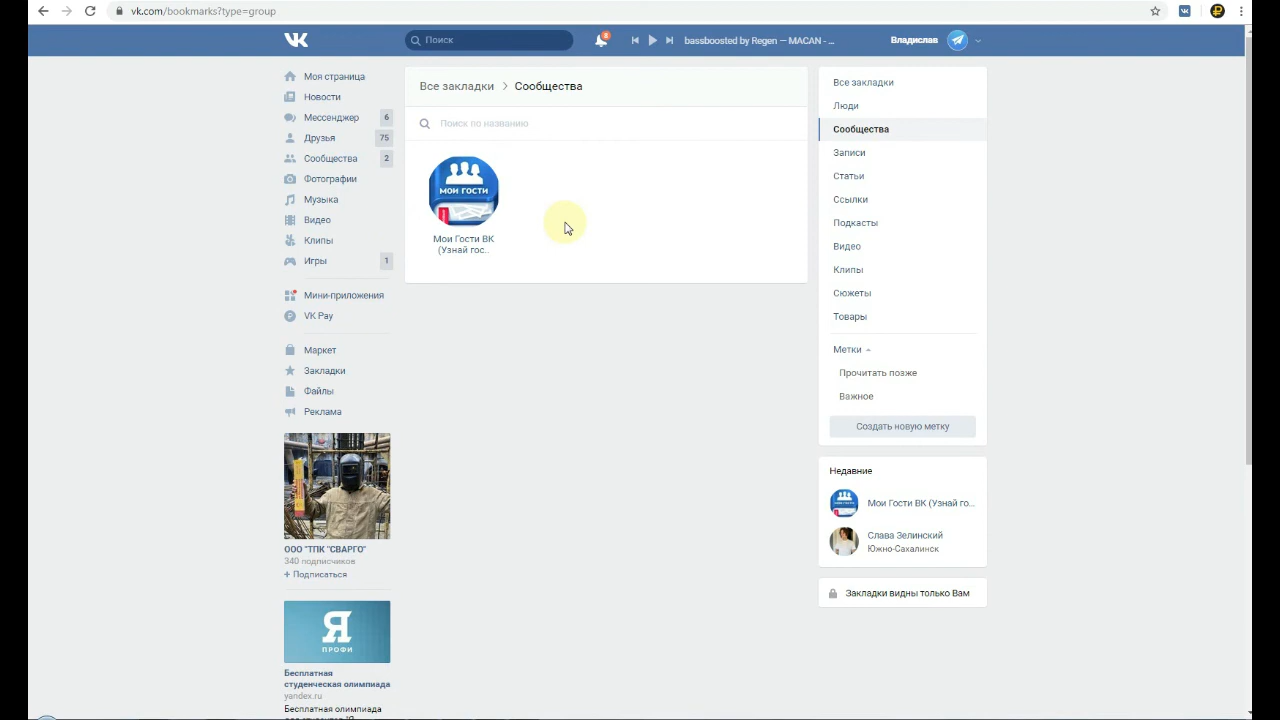 vk.com/bookmarks?type=group
Поиск
8
bassboosted by Regen – MACAN - ...
Владислав
Моя страница
Новости
Мессенджер 6
Друзья 75
Сообщества 2
Фотографии
Музыка
Видео
Клипы
Игры 1
Мини-приложения
VK Pay
Маркет
Закладки
Файлы
Реклама
ООО "ТПК "СВАРГО"
340 подписчиков
+ Подписаться
Я
ПРОФИ
Бесплатная
студенческая олимпиада
yandex.ru
Бесплатная олимпиада
Все закладки > Сообщества
Поиск по названию
МОИ ГОСТИ
Мои Гости ВК
(Узнай гос..
Все закладки
Люди
Сообщества
Записи
Статьи
Ссылки
Подкасты
Видео
Клипы
Сюжеты
Товары
Метки
Прочитать позже
Важное
Создать новую метку
Недавние
Мои Гости ВК (Узнай го...
Слава Зелинский
Южно-Сахалинск
Закладки видны только Вам